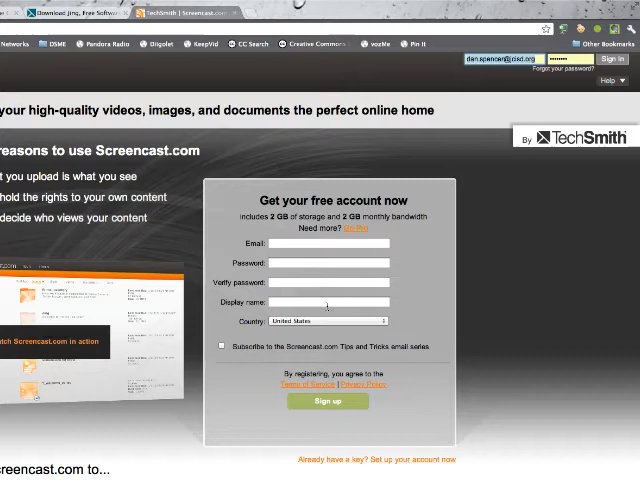 Download Jing, Free Softwar
TechSmith | Screencast.com
Networks DSME Pandora Radio Diigolet KeepVid CC Search Creative Commons vozMe Pin It Other Bookmarks
dan.spencer@jcisd.org •••••••• Sign In
Forgot your password?
Help
your high-quality videos, images, and documents the perfect online home
By TechSmith
reasons to use Screencast.com
t you upload is what you see
hold the rights to your own content
decide who views your content
Get your free account now
includes 2 GB of storage and 2 GB monthly bandwidth
Need more? Go Pro
Email:
Password:
Verify password:
Display name:
Country: United States
Subscribe to the Screencast.com Tips and Tricks email series
By registering, you agree to the
Terms of Service | Privacy Policy
Sign up
atch Screencast.com in action
Already have a key? Set up your account now
creencast.com to...